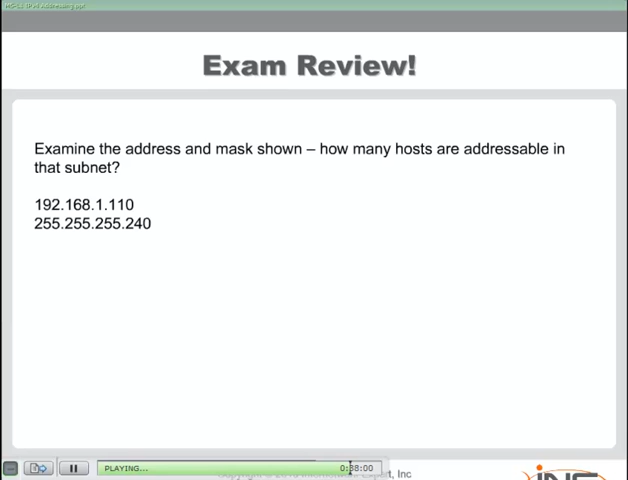 Exam Review!
Examine the address and mask shown – how many hosts are addressable in
that subnet?
192.168.1.110
255.255.255.240
PLAYING...
0:38:00
Inc